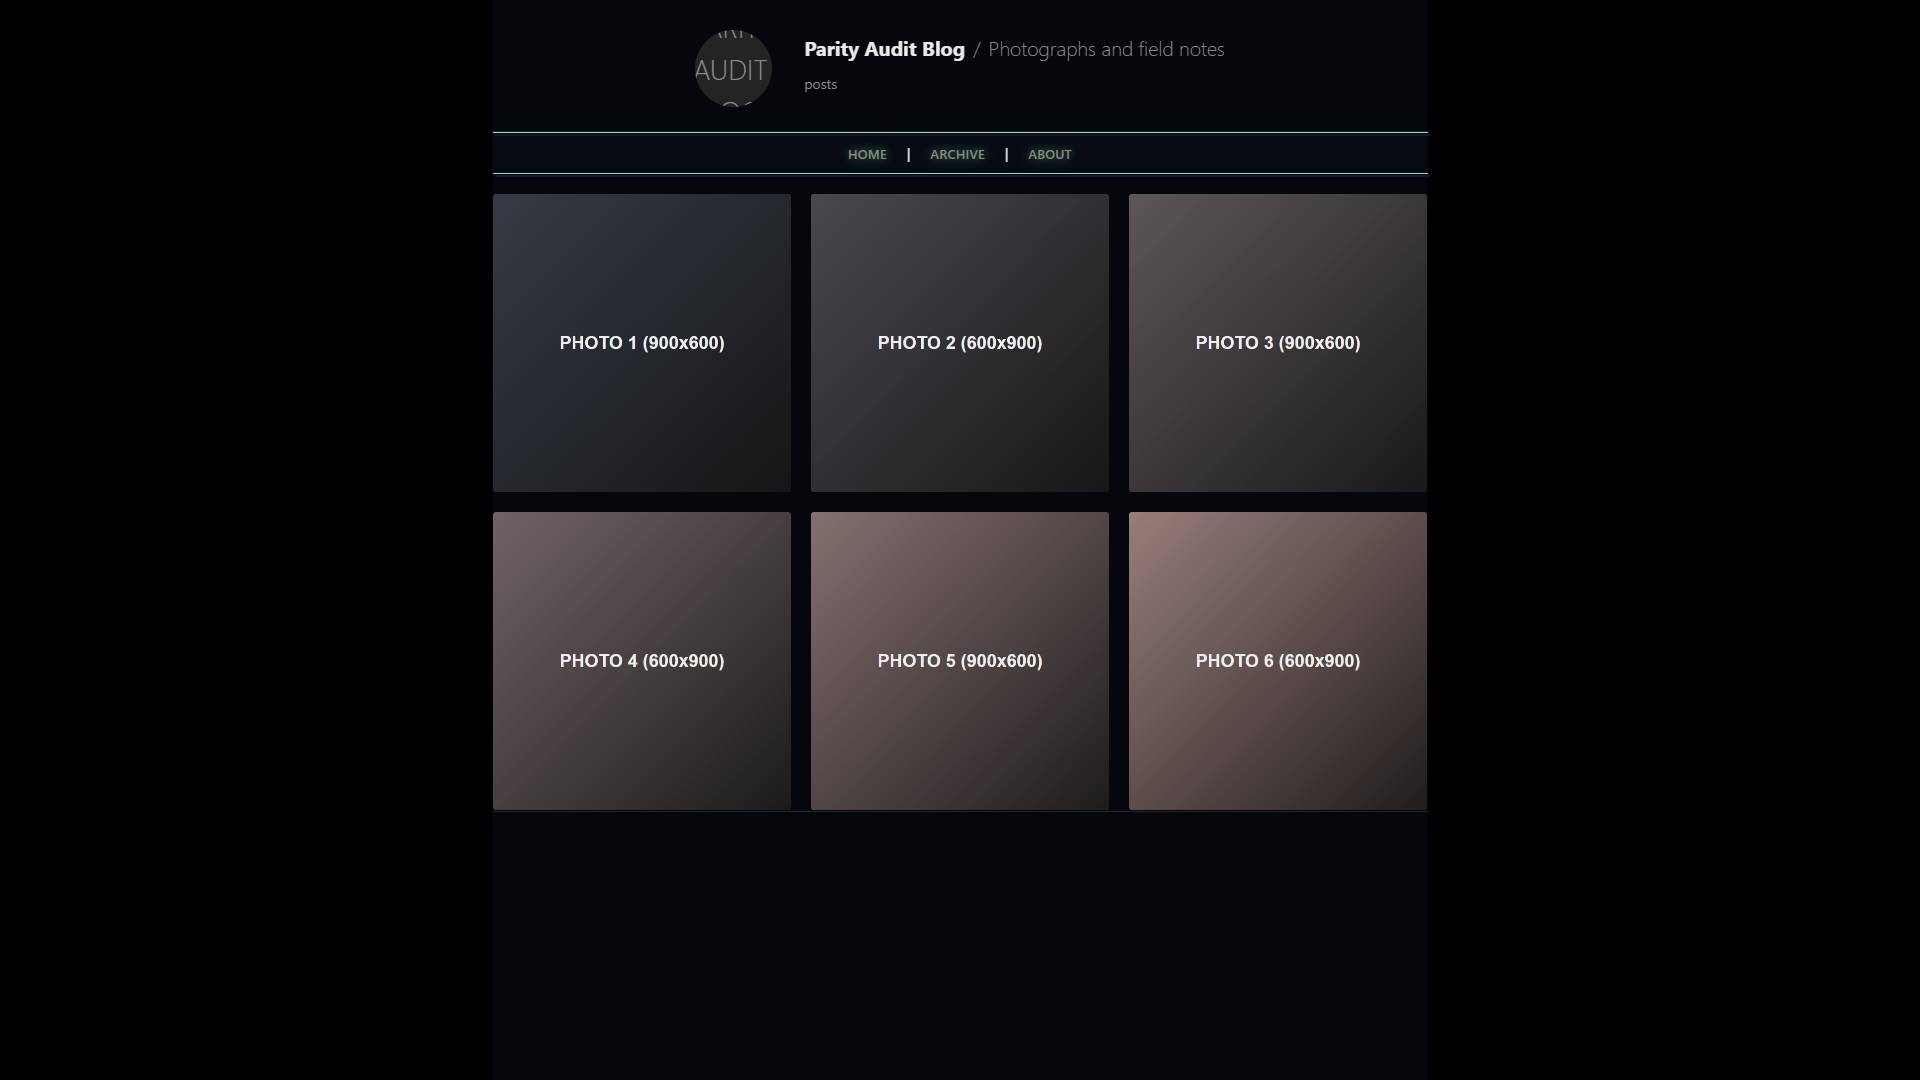 AUDIT
Parity Audit Blog / Photographs and field notes
posts
HOME | ARCHIVE | ABOUT
PHOTO 1 (900x600)
PHOTO 2 (600x900)
PHOTO 3 (900x600)
PHOTO 4 (600x900)
PHOTO 5 (900x600)
PHOTO 6 (600x900)